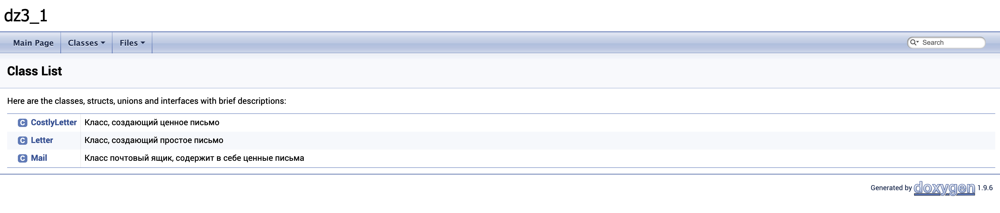 dz3_1
Main Page Classes Files Search
Class List
Here are the classes, structs, unions and interfaces with brief descriptions:
C CostlyLetter Класс, создающий ценное письмо
C Letter Класс, создающий простое письмо
C Mail Класс почтовый ящик, содержит в себе ценные письма
Generated by doxygen 1.9.6